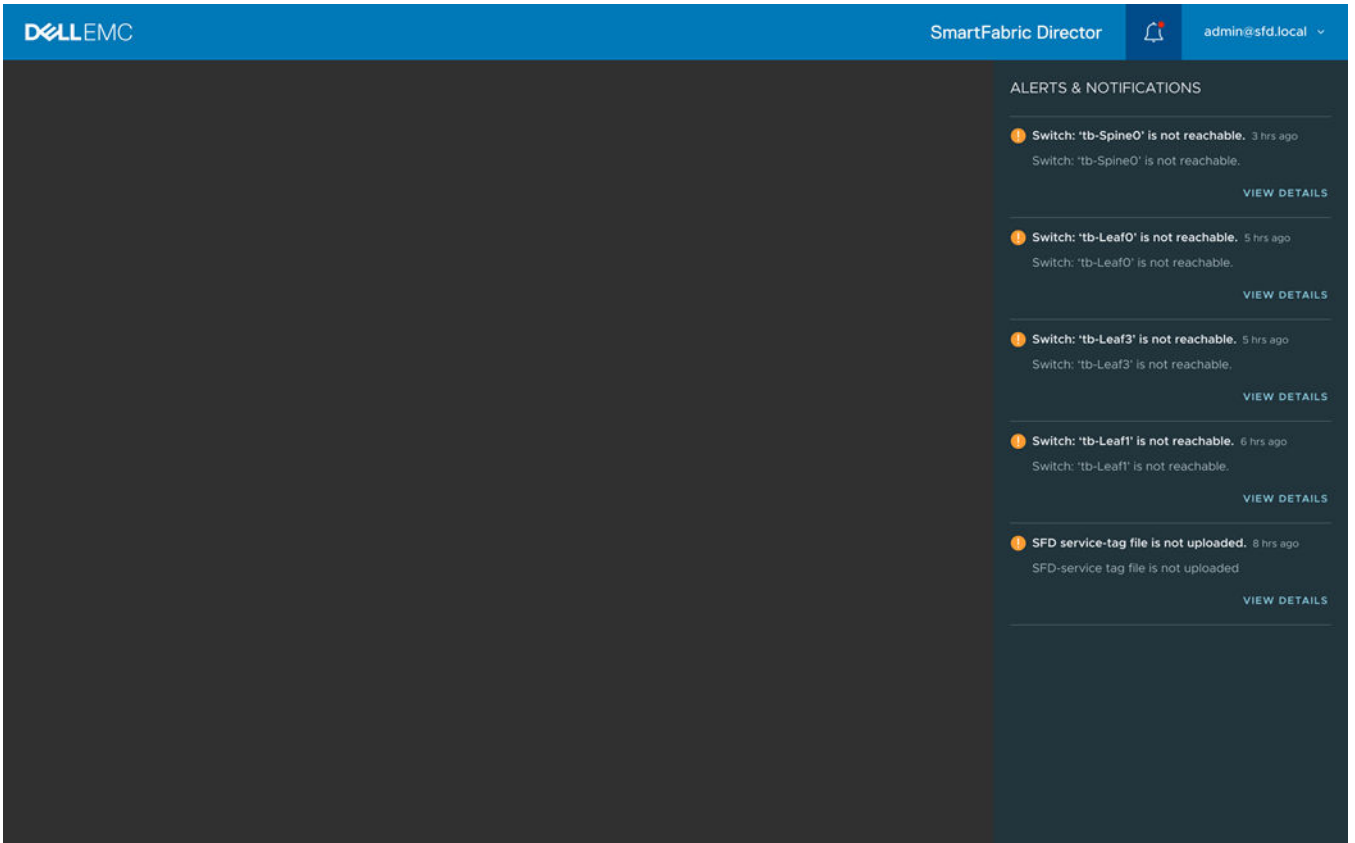 DELLEMC
SmartFabric Director
admin@sfd.local
ALERTS & NOTIFICATIONS
Switch: 'tb-Spine0' is not reachable. 3 hrs ago
Switch: 'tb-Spine0' is not reachable.
VIEW DETAILS
Switch: 'tb-Leaf0' is not reachable. 5 hrs ago
Switch: 'tb-Leaf0' is not reachable.
VIEW DETAILS
Switch: 'tb-Leaf3' is not reachable. 5 hrs ago
Switch: 'tb-Leaf3' is not reachable.
VIEW DETAILS
Switch: 'tb-Leaf1' is not reachable. 6 hrs ago
Switch: 'tb-Leaf1' is not reachable.
VIEW DETAILS
SFD service-tag file is not uploaded. 8 hrs ago
SFD-service tag file is not uploaded
VIEW DETAILS